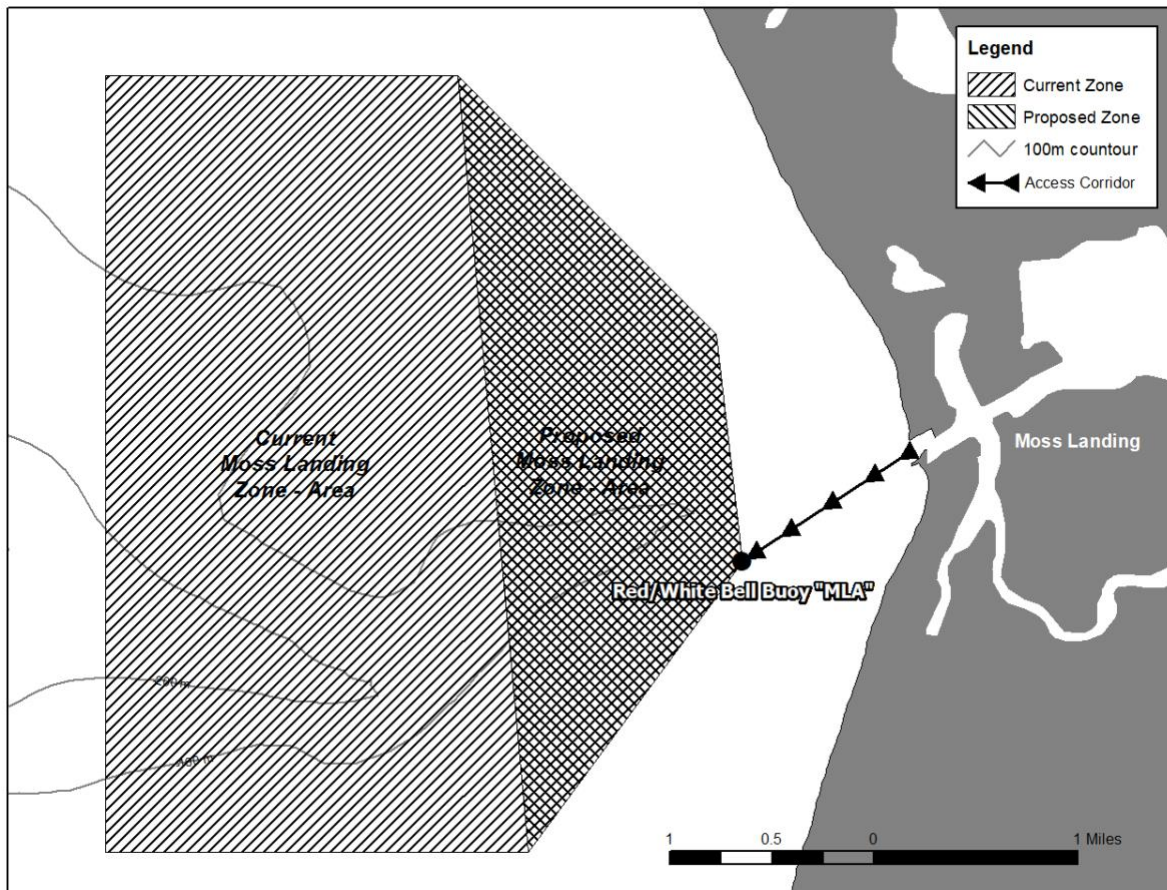 Legend
Current Zone
Proposed Zone
100m countour
Access Corridor
Current
Moss Landing
Zone - Area
Proposed
Moss Landing
Zone - Area
Moss Landing
Red/White Bell Buoy "MLA"
200 m
1 0.5 0 1 Miles